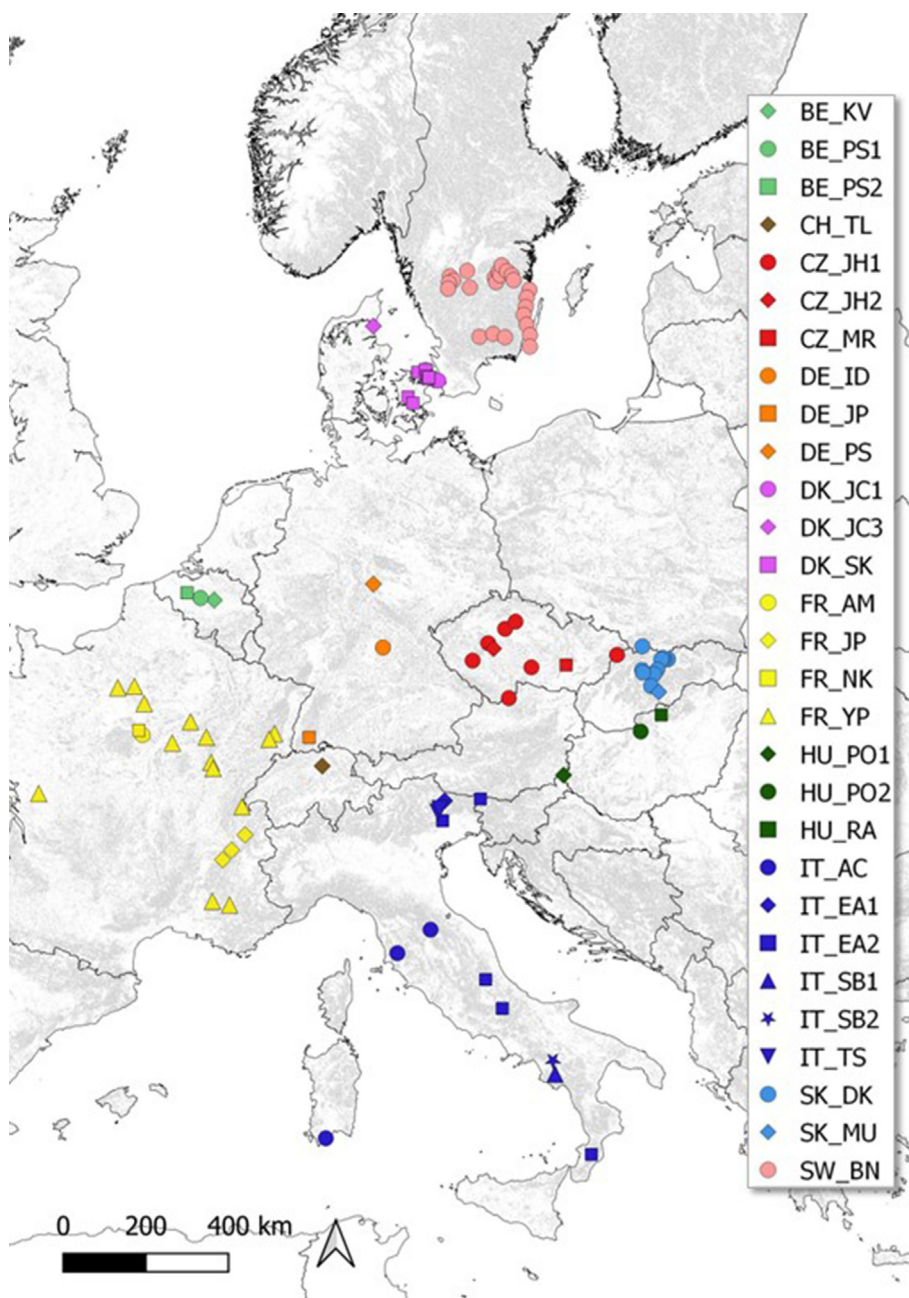 BE_KV
BE_PS1
BE_PS2
CH_TL
CZ_JH1
CZ_JH2
CZ_MR
DE_ID
DE_JP
DE_PS
DK_JC1
DK_JC3
DK_SK
FR_AM
FR_JP
FR_NK
FR_YP
HU_PO1
HU_PO2
HU_RA
IT_AC
IT_EA1
IT_EA2
IT_SB1
IT_SB2
IT_TS
SK_DK
SK_MU
SW_BN
0 200 400 km